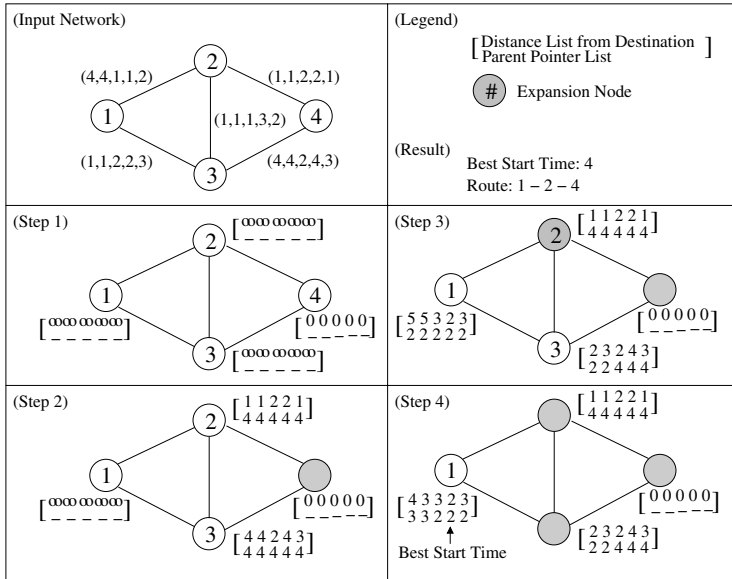 (Input Network)
2
(4,4,1,1,2)
(1,1,2,2,1)
1
(1,1,1,3,2)
4
(1,1,2,2,3)
(4,4,2,4,3)
3
(Legend)
[ Distance List from Destination ]
Parent Pointer List
# Expansion Node
(Result)
Best Start Time: 4
Route: 1 – 2 – 4
(Step 1)
[ ∞ ∞ ∞ ∞ ∞ ]
_ _ _ _ _
2
1
4
[ ∞ ∞ ∞ ∞ ∞ ]
_ _ _ _ _
[ 0 0 0 0 0 ]
_ _ _ _ _
3
[ ∞ ∞ ∞ ∞ ∞ ]
_ _ _ _ _
(Step 3)
2
[ 1 1 2 2 1 ]
4 4 4 4 4
1
[ 5 5 3 2 3 ]
2 2 2 2 2
[ 0 0 0 0 0 ]
_ _ _ _ _
3
[ 2 3 2 4 3 ]
2 2 4 4 4
(Step 2)
2
[ 1 1 2 2 1 ]
4 4 4 4 4
1
[ ∞ ∞ ∞ ∞ ∞ ]
_ _ _ _ _
[ 0 0 0 0 0 ]
_ _ _ _ _
3
[ 4 4 2 4 3 ]
4 4 4 4 4
(Step 4)
[ 1 1 2 2 1 ]
4 4 4 4 4
1
[ 4 3 3 2 3 ]
3 3 2 2 2
[ 0 0 0 0 0 ]
_ _ _ _ _
[ 2 3 2 4 3 ]
2 2 4 4 4
Best Start Time